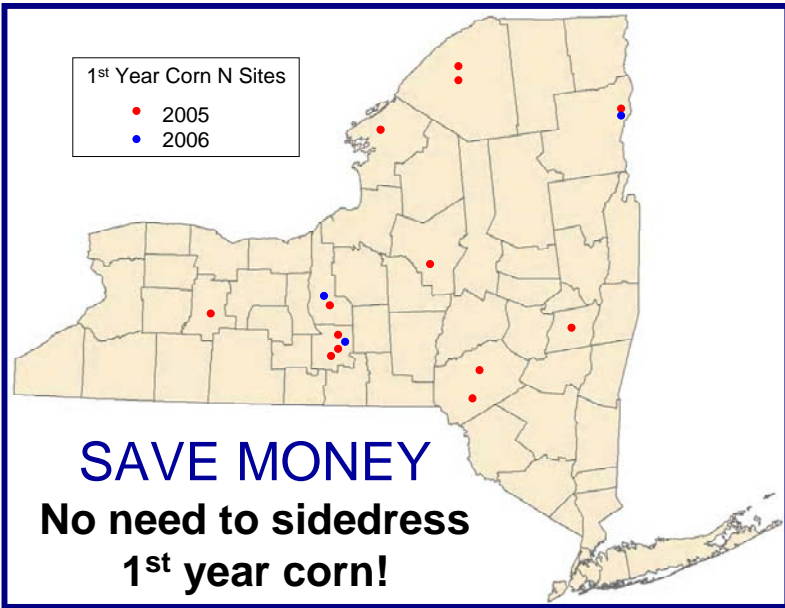 1st Year Corn N Sites
2005
2006
SAVE MONEY
No need to sidedress
1st year corn!